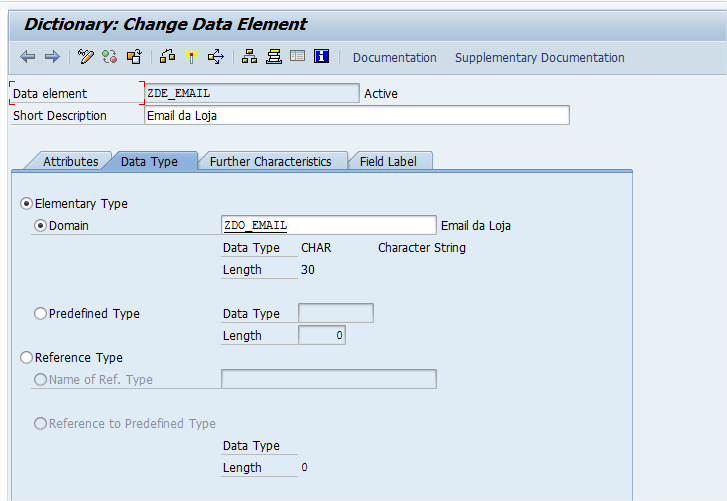 Dictionary: Change Data Element
Documentation Supplementary Documentation
Data element ZDE_EMAIL Active
Short Description Email da Loja
Attributes Data Type Further Characteristics Field Label
Elementary Type
Domain ZDO_EMAIL Email da Loja
Data Type CHAR Character String
Length 30
Predefined Type Data Type
Length 0
Reference Type
Name of Ref. Type
Reference to Predefined Type
Data Type
Length 0